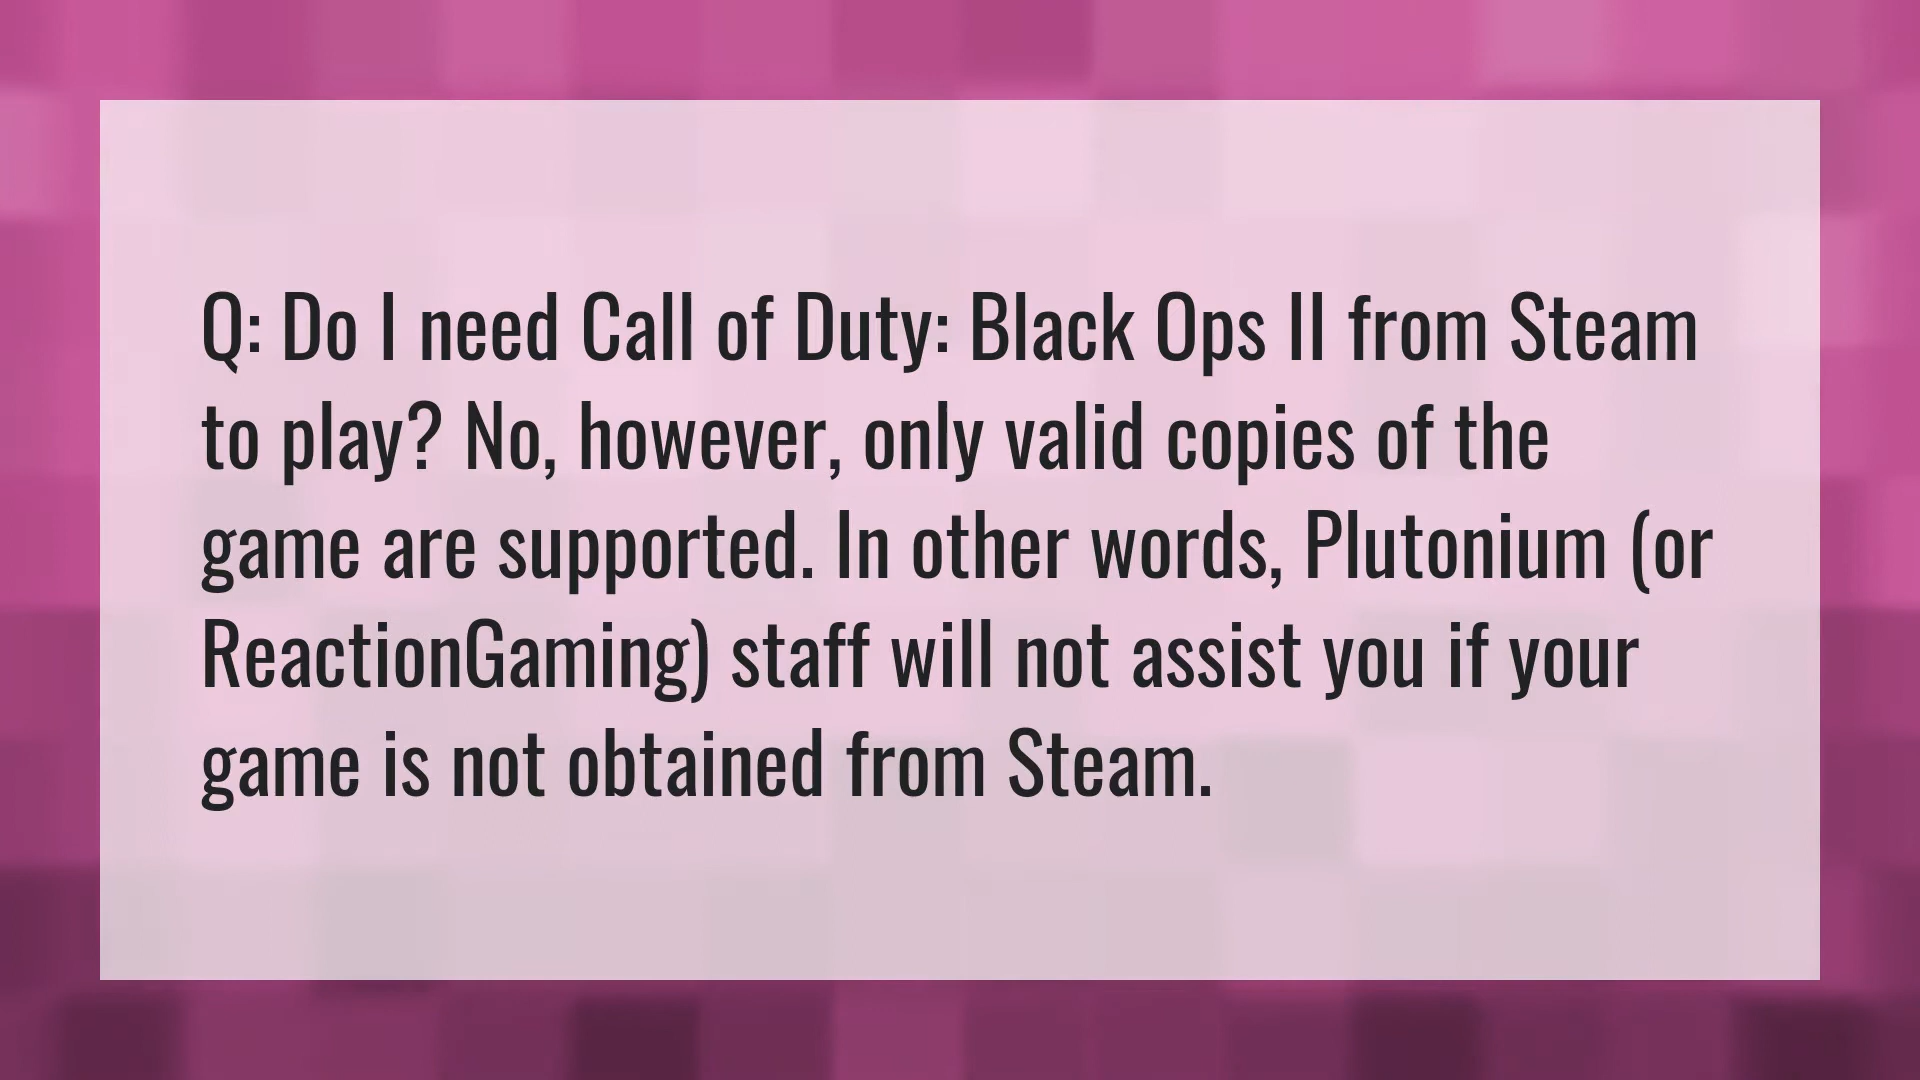 Q: Do I need Call of Duty: Black Ops II from Steam
to play? No, however, only valid copies of the
game are supported. In other words, Plutonium (or
ReactionGaming) staff will not assist you if your
game is not obtained from Steam.